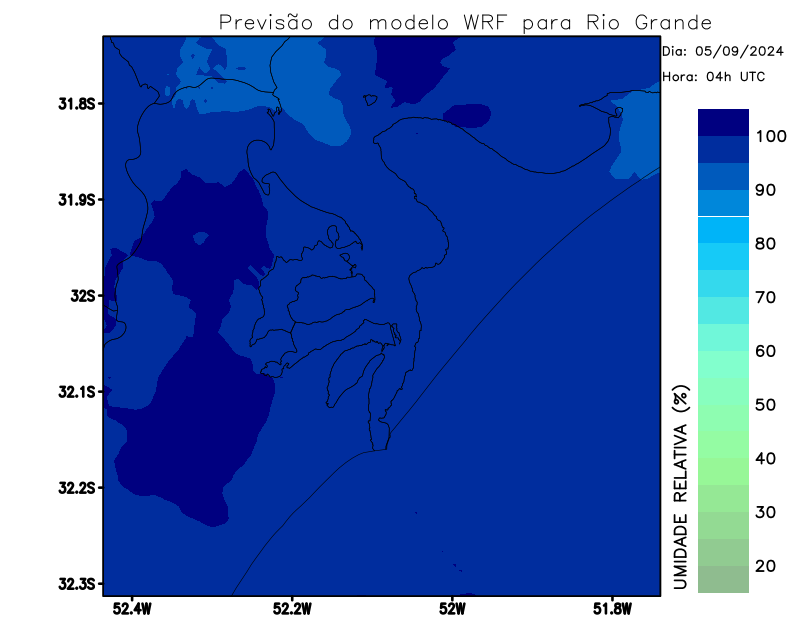 Previsão do modelo WRF para Rio Grande
Dia: 05/09/2024
Hora: 04h UTC
31.8S
31.9S
32S
32.1S
32.2S
32.3S
52.4W
52.2W
52W
51.8W
UMIDADE RELATIVA (%)
100
90
80
70
60
50
40
30
20